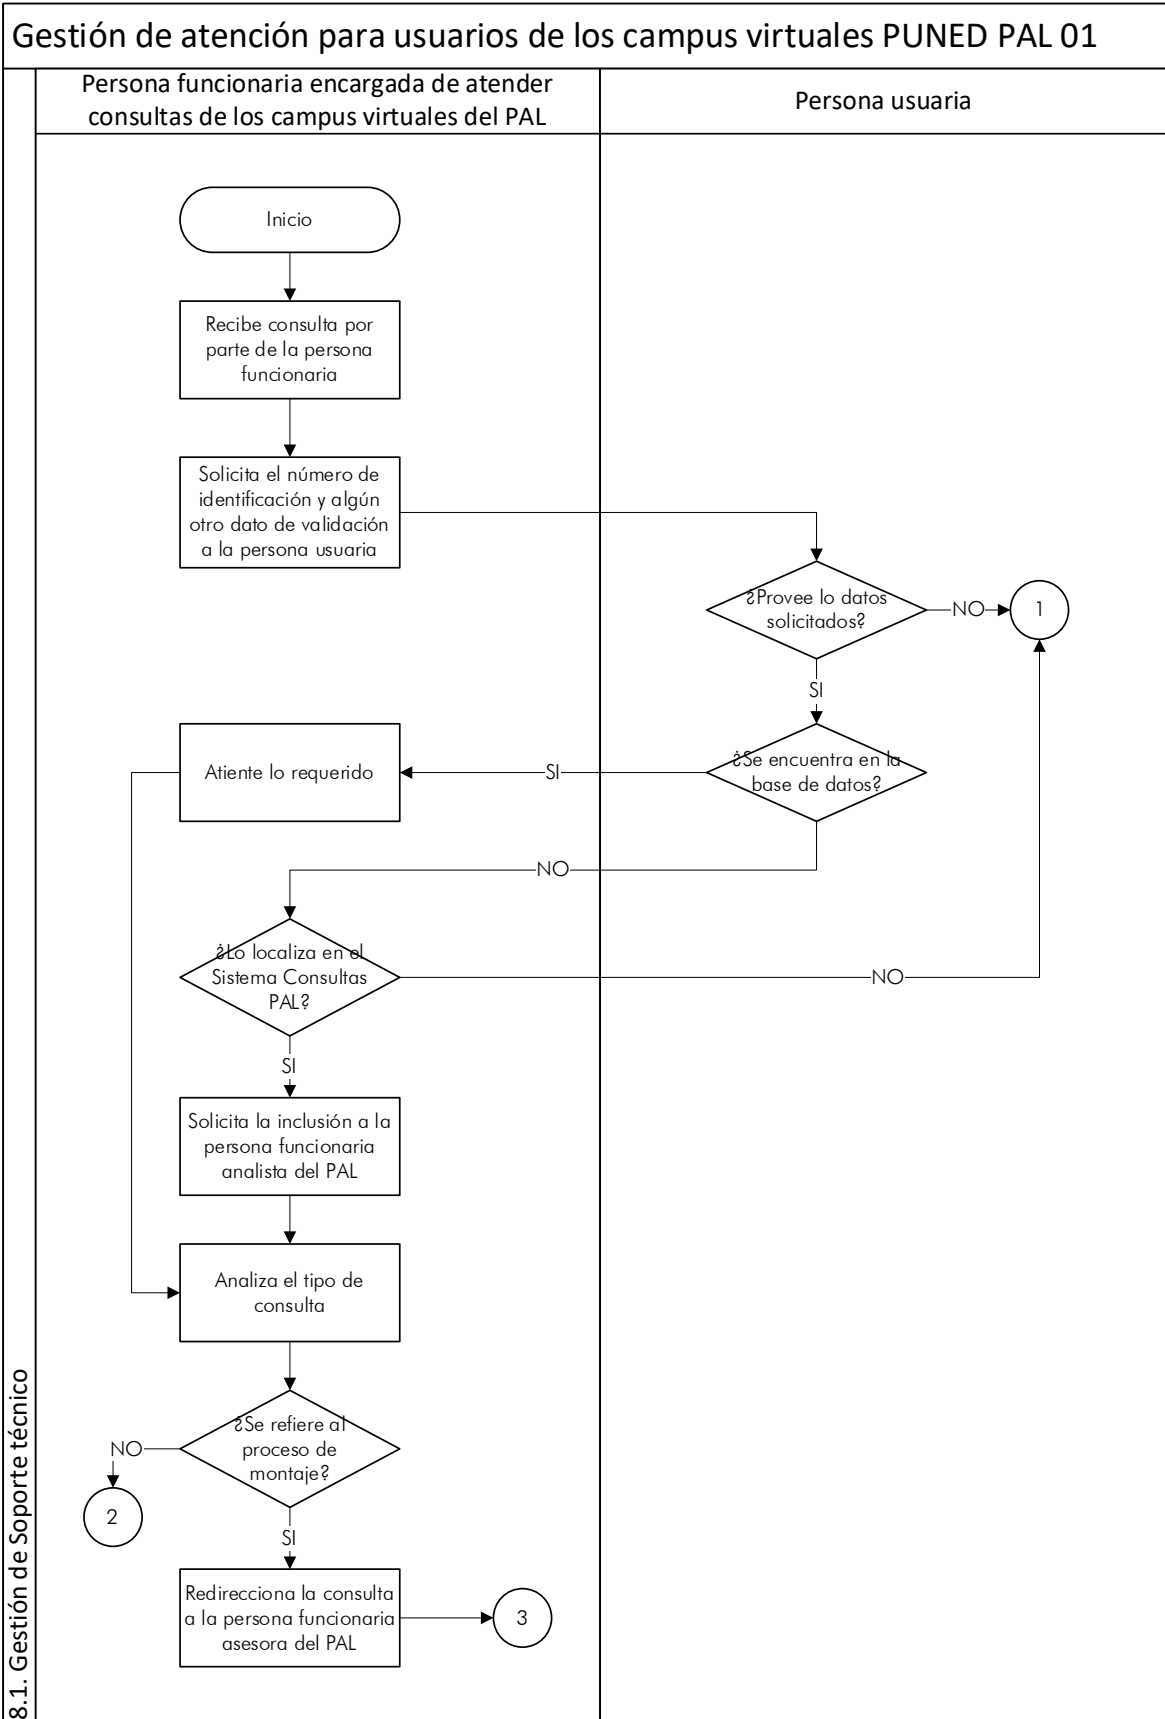 Gestión de atención para usuarios de los campus virtuales PUNED PAL 01
Persona funcionaria encargada de atender
consultas de los campus virtuales del PAL
Persona usuaria
Inicio
Recibe consulta por
parte de la persona
funcionaria
Solicita el número de
identificación y algún
otro dato de validación
a la persona usuaria
¿Provee lo datos
solicitados?
NO
1
SI
¿Se encuentra en la
base de datos?
SI
Atiente lo requerido
NO
¿Lo localiza en el
Sistema Consultas
PAL?
NO
SI
Solicita la inclusión a la
persona funcionaria
analista del PAL
Analiza el tipo de
consulta
¿Se refiere al
proceso de
montaje?
NO
2
SI
Redirecciona la consulta
a la persona funcionaria
asesora del PAL
3
8.1. Gestión de Soporte técnico